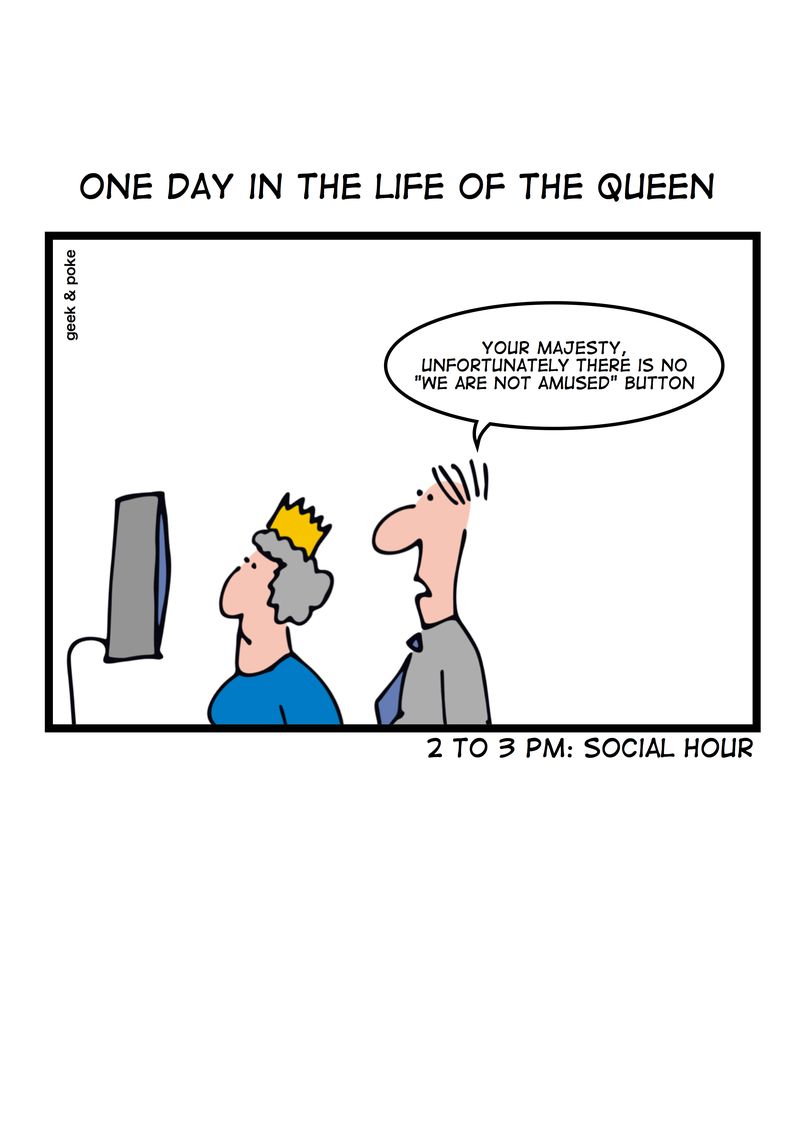 ONE DAY IN THE LIFE OF THE QUEEN
geek & poke
YOUR MAJESTY,
UNFORTUNATELY THERE IS NO
"WE ARE NOT AMUSED" BUTTON
2 TO 3 PM: SOCIAL HOUR